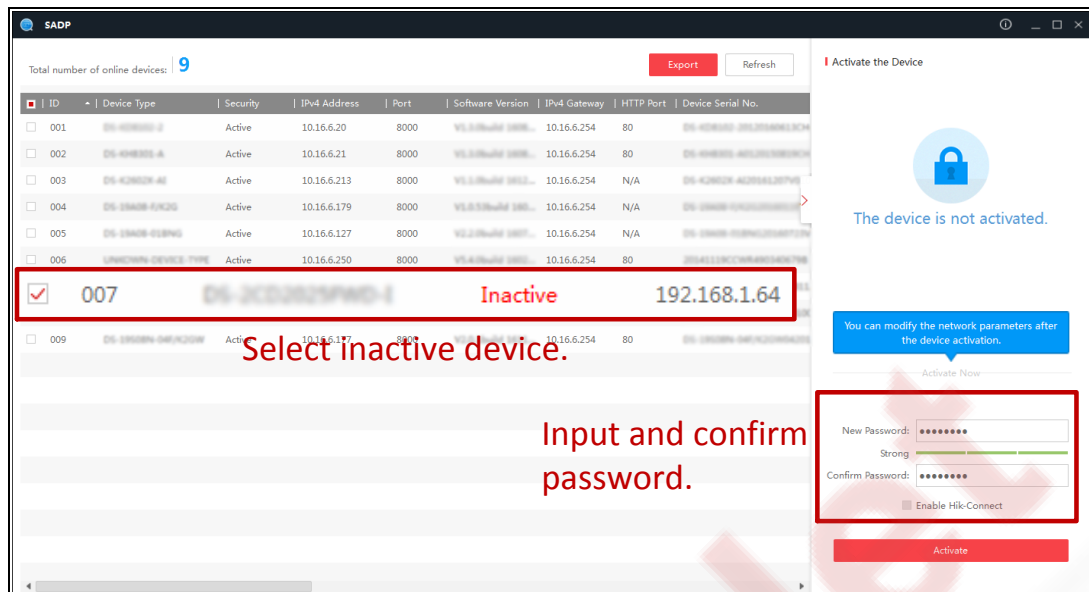 SADP
Total number of online devices: 9
Export
Refresh
ID Device Type Security IPv4 Address Port Software Version IPv4 Gateway HTTP Port Device Serial No.
001 Active 10.16.6.20 8000 10.16.6.254 80
002 Active 10.16.6.21 8000 10.16.6.254 80
003 Active 10.16.6.213 8000 10.16.6.254 N/A
004 Active 10.16.6.179 8000 10.16.6.254 N/A
005 Active 10.16.6.127 8000 10.16.6.254 N/A
006 Active 10.16.6.250 8000 10.16.6.254 80
007 Inactive 192.168.1.64
009 Active 10.16.6.177 8000 10.16.6.254 80
Select inactive device.
Input and confirm
password.
Activate the Device
The device is not activated.
You can modify the network parameters after
the device activation.
Activate Now
New Password: ●●●●●●●●
Strong
Confirm Password: ●●●●●●●●
Enable Hik-Connect
Activate